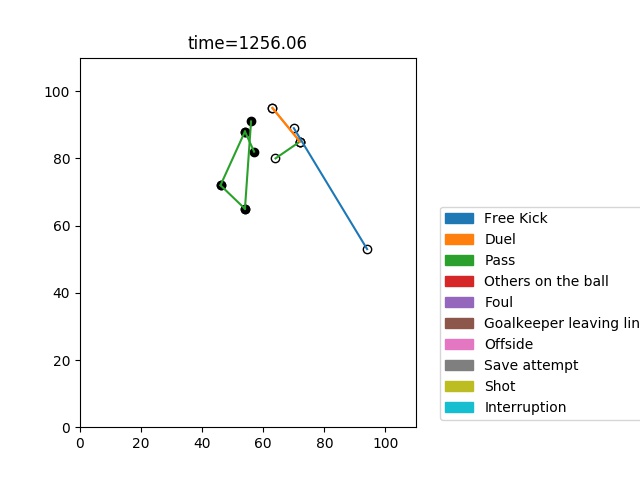 time=1256.06
100
80
60
40
20
0
0 20 40 60 80 100
Free Kick
Duel
Pass
Others on the ball
Foul
Goalkeeper leaving lin
Offside
Save attempt
Shot
Interruption